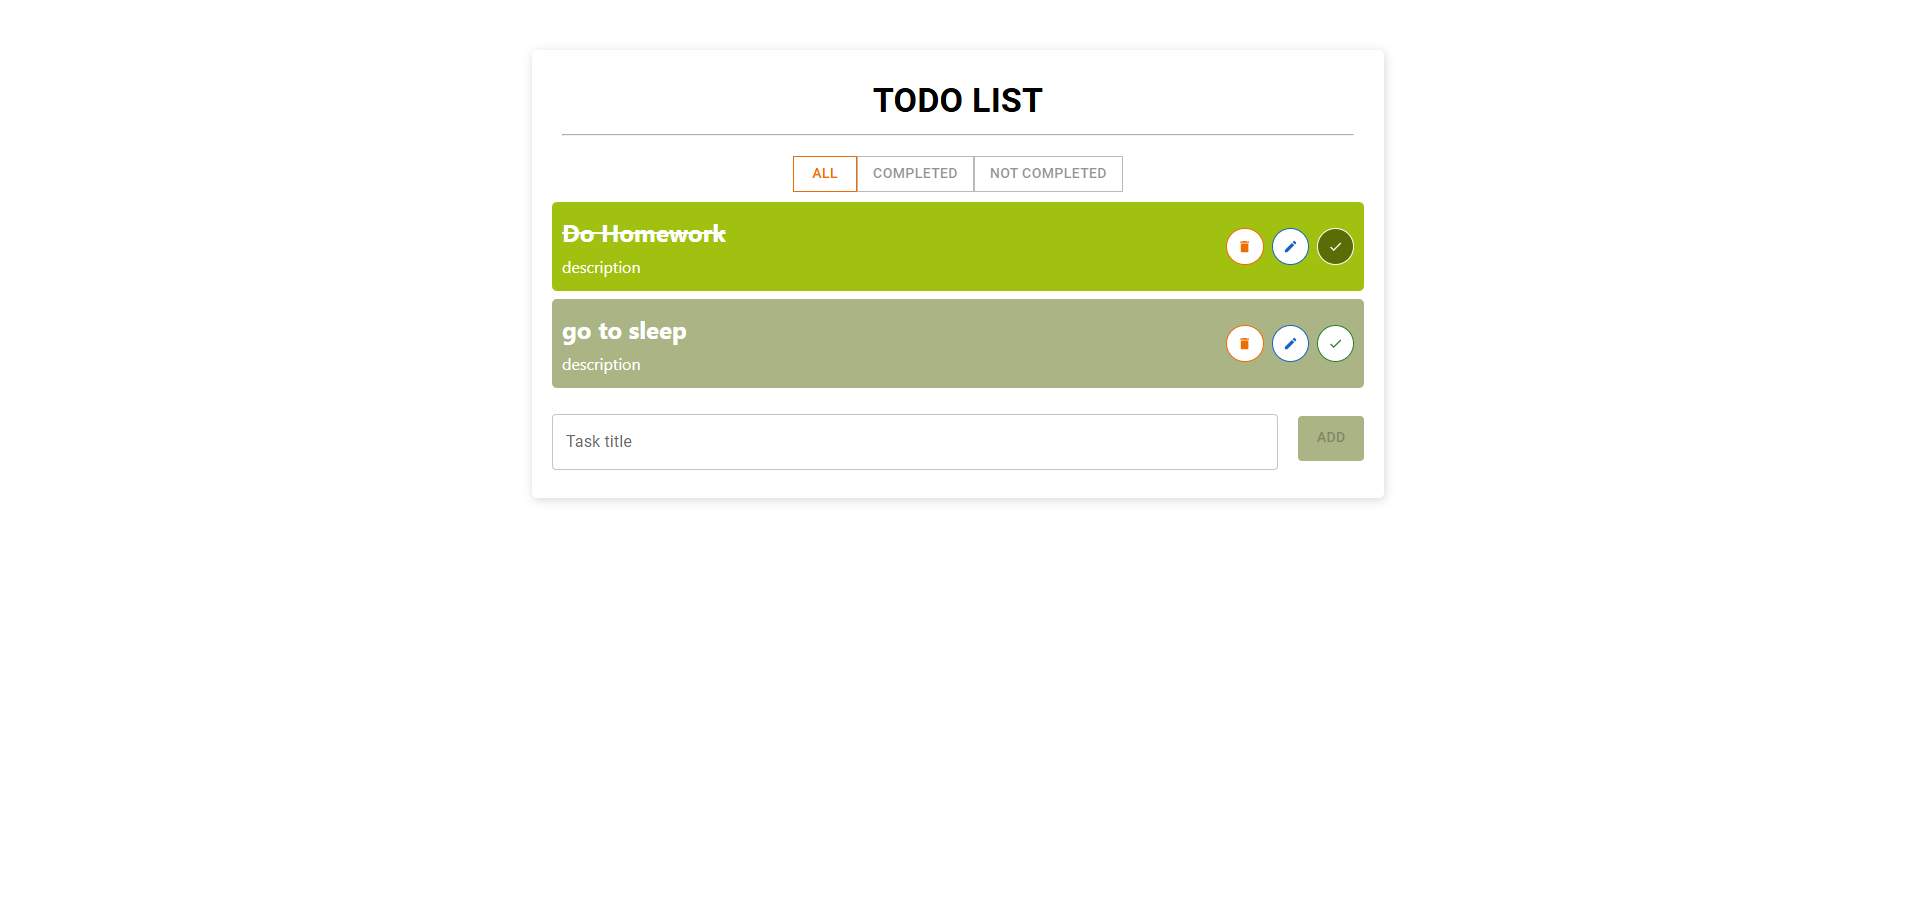 TODO LIST
ALL COMPLETED NOT COMPLETED
Do Homework
description
go to sleep
description
Task title ADD